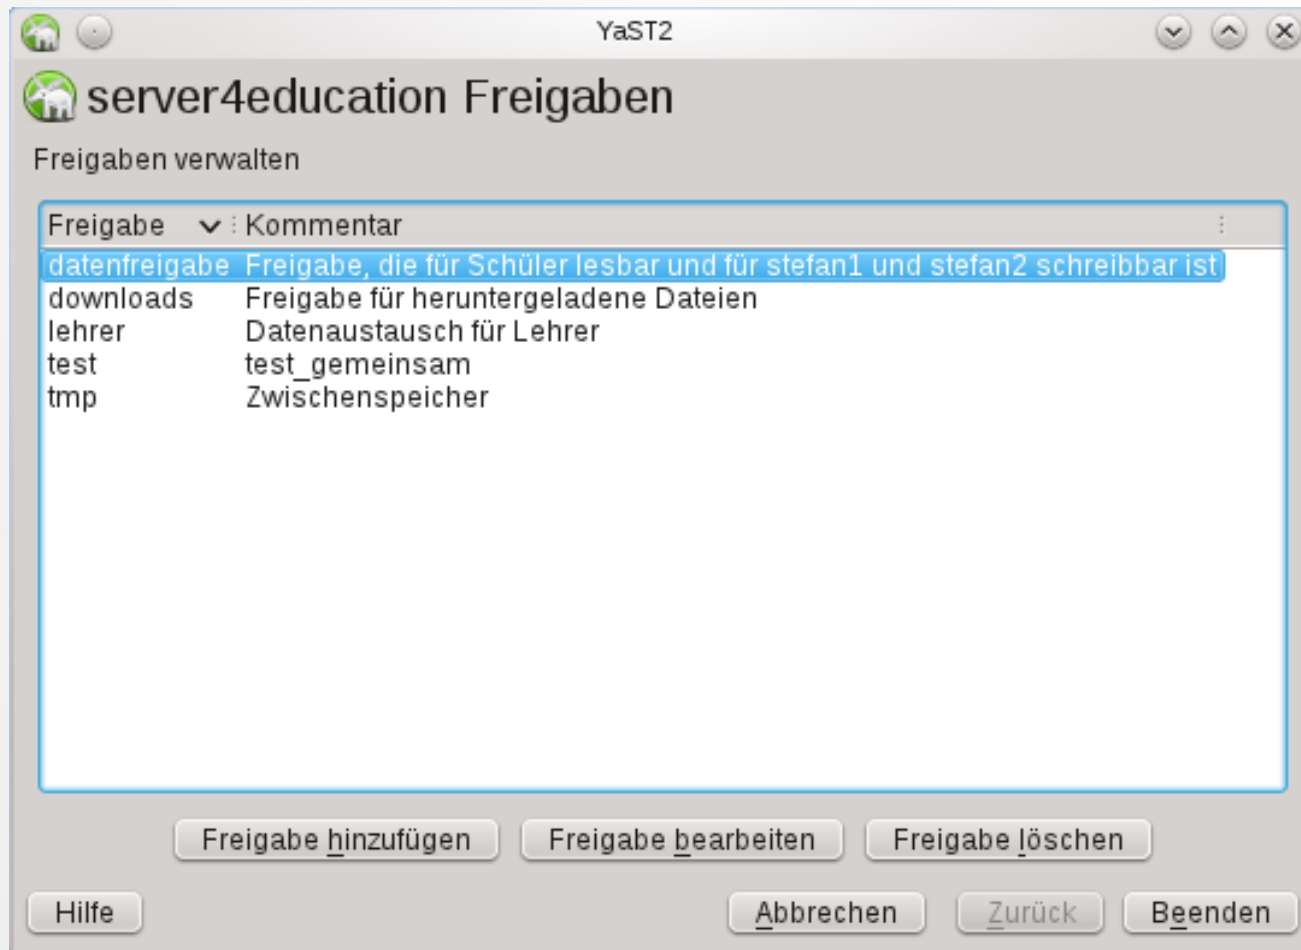 YaST2
server4education Freigaben
Freigaben verwalten
Freigabe Kommentar
datenfreigabe Freigabe, die für Schüler lesbar und für stefan1 und stefan2 schreibbar ist
downloads Freigabe für heruntergeladene Dateien
lehrer Datenaustausch für Lehrer
test test_gemeinsam
tmp Zwischenspeicher
Freigabe hinzufügen Freigabe bearbeiten Freigabe löschen
Hilfe Abbrechen Zurück Beenden